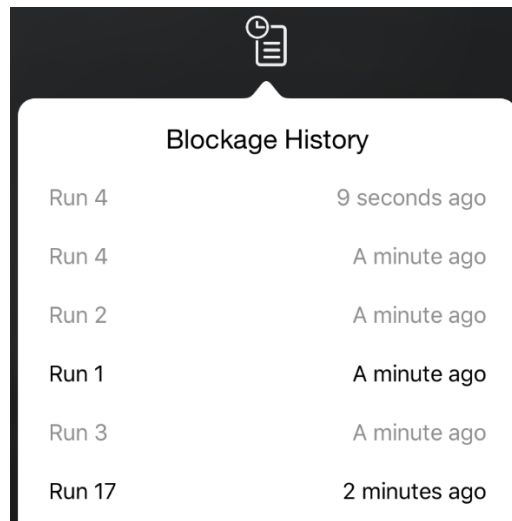 Blockage History
Run 4 9 seconds ago
Run 4 A minute ago
Run 2 A minute ago
Run 1 A minute ago
Run 3 A minute ago
Run 17 2 minutes ago